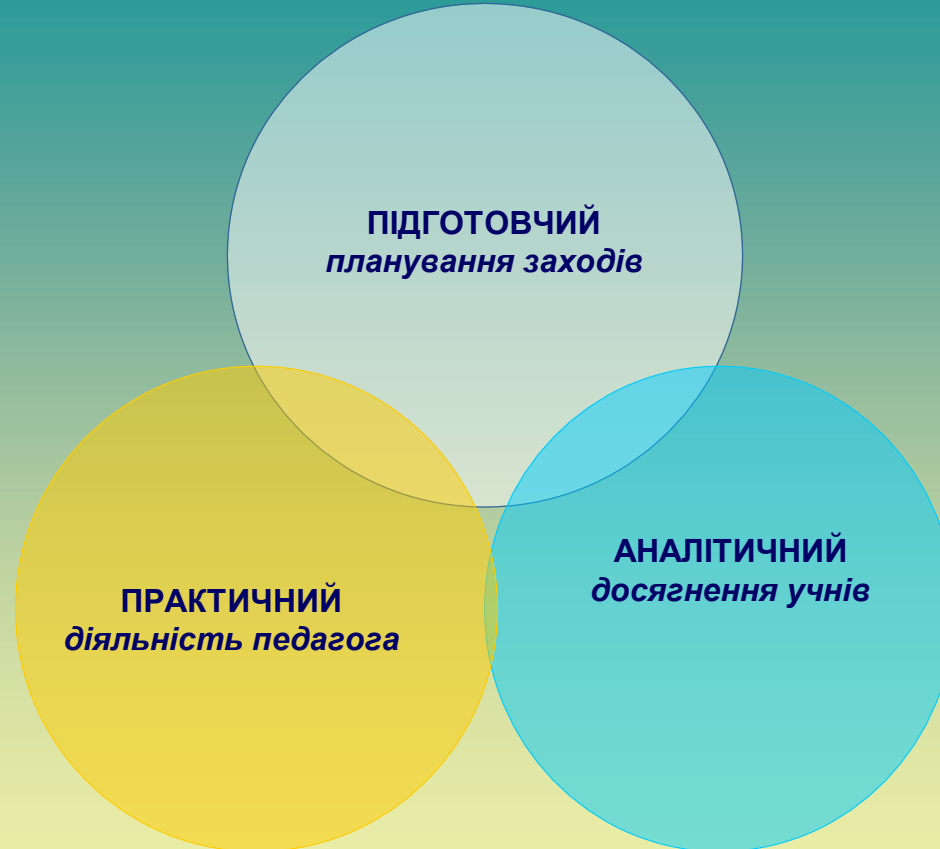 ПІДГОТОВЧИЙ
планування заходів
ПРАКТИЧНИЙ
діяльність педагога
АНАЛІТИЧНИЙ
досягнення учнів